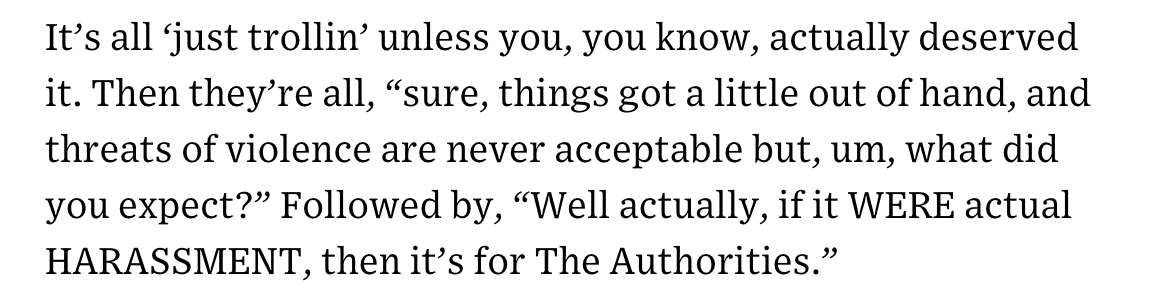 It’s all ‘just trollin’ unless you, you know, actually deserved
it. Then they’re all, “sure, things got a little out of hand, and
threats of violence are never acceptable but, um, what did
you expect?” Followed by, “Well actually, if it WERE actual
HARASSMENT, then it’s for The Authorities.”